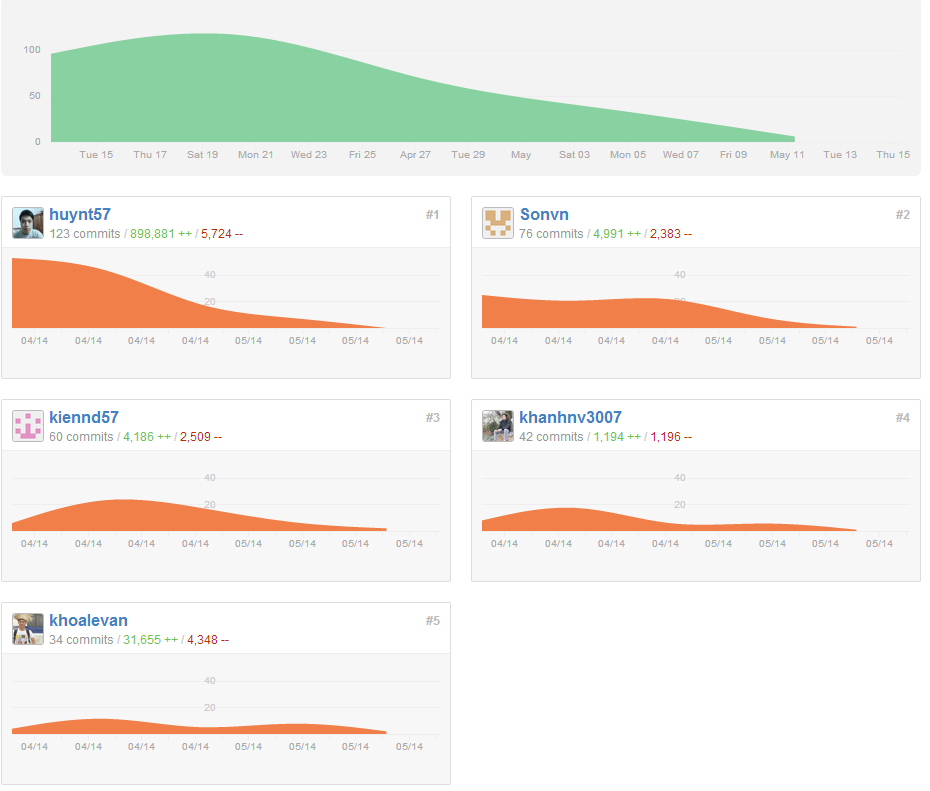 100
50
0
Tue 15 Thu 17 Sat 19 Mon 21 Wed 23 Fri 25 Apr 27 Tue 29 May Sat 03 Mon 05 Wed 07 Fri 09 May 11 Tue 13 Thu 15
huynt57 #1
123 commits / 898,881 ++ / 5,724 --
40
20
04/14 04/14 04/14 04/14 05/14 05/14 05/14 05/14
Sonvn #2
76 commits / 4,991 ++ / 2,383 --
40
20
04/14 04/14 04/14 04/14 05/14 05/14 05/14 05/14
kiennd57 #3
60 commits / 4,186 ++ / 2,509 --
40
20
04/14 04/14 04/14 04/14 05/14 05/14 05/14 05/14
khanhnv3007 #4
42 commits / 1,194 ++ / 1,196 --
40
20
04/14 04/14 04/14 04/14 05/14 05/14 05/14 05/14
khoalevan #5
34 commits / 31,655 ++ / 4,348 --
40
20
04/14 04/14 04/14 04/14 05/14 05/14 05/14 05/14